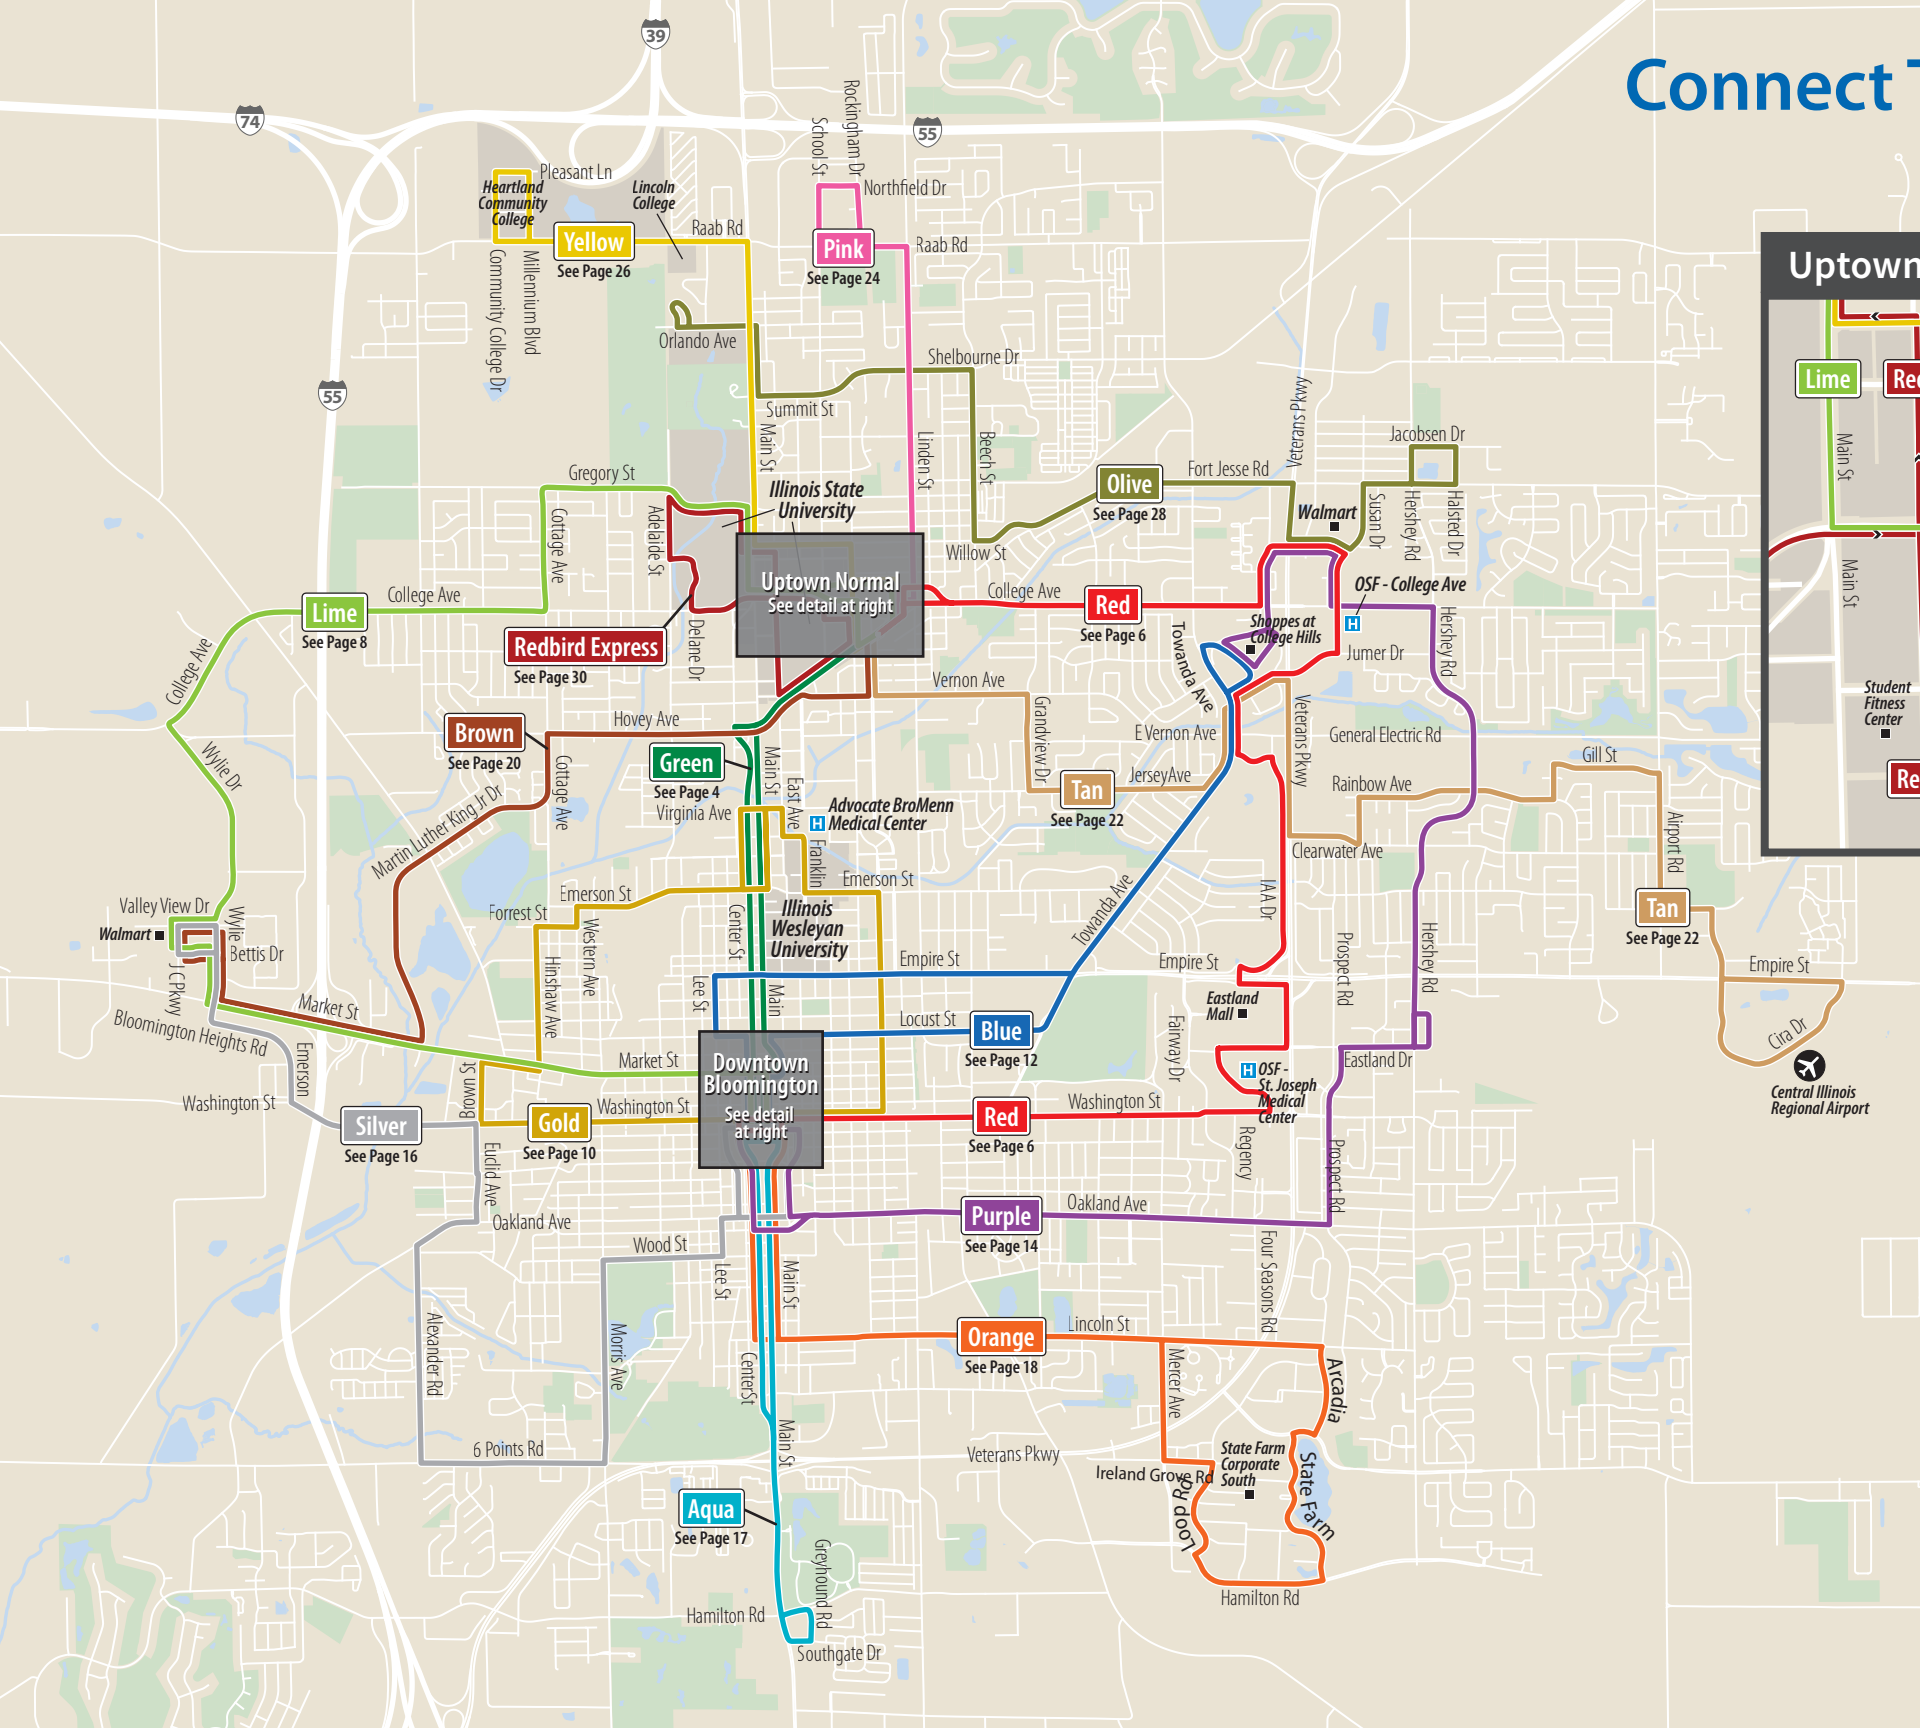 Connect T
39
74
55
55
Rockingham Dr
School St
Northfield Dr
Pleasant Ln
Heartland
Community
College
Lincoln
College
Yellow
See Page 26
Raab Rd
Pink
See Page 24
Raab Rd
Community College Dr
Millennium Blvd
Orlando Ave
Shelbourne Dr
Summit St
Main St
Linden St
Beech St
Veterans Pkwy
Jacobsen Dr
Gregory St
Olive
See Page 28
Fort Jesse Rd
Illinois State
University
Walmart
Susan Dr
Hershey Rd
Halsted Dr
Cottage Ave
Adelaide St
Willow St
Uptown Normal
See detail at right
College Ave
Lime
See Page 8
College Ave
Red
See Page 6
OSF - College Ave
H
Shoppes at
College Hills
Jumer Dr
Hershey Rd
Redbird Express
See Page 30
Delane Dr
College Ave
Vernon Ave
Towanda Ave
Grandview Dr
Veterans Pkwy
Brown
See Page 20
Hovey Ave
E Vernon Ave
General Electric Rd
Green
See Page 4
Main St
Wylie Dr
Cottage Ave
Martin Luther King Jr Dr
Tan
See Page 22
JerseyAve
Rainbow Ave
Gill St
Virginia Ave
East Ave
H
Advocate BroMenn
Medical Center
Franklin
Clearwater Ave
Airport Rd
Emerson St
Emerson St
IAA Dr
Towanda Ave
Tan
See Page 22
Valley View Dr
Walmart
Wylie
Bettis Dr
J C Pkwy
Forrest St
Western Ave
Hinshaw Ave
Center St
Illinois
Wesleyan
University
Empire St
Empire St
Prospect Rd
Hershey Rd
Empire St
Lee St
Main
Market St
Bloomington Heights Rd
Eastland
Mall
Locust St
Blue
See Page 12
Fairway Dr
Cira Dr
Central Illinois
Regional Airport
Emerson
Market St
Downtown
Bloomington
See detail
at right
Eastland Dr
H
OSF -
St. Joseph
Medical
Center
Brown St
Washington St
Silver
See Page 16
Gold
See Page 10
Washington St
Red
See Page 6
Washington St
Regency
Prospect Rd
Euclid Ave
Oakland Ave
Purple
See Page 14
Oakland Ave
Wood St
Lee St
Main St
Four Seasons Rd
Alexander Rd
Morris Ave
Orange
See Page 18
Lincoln St
CenterSt
Mercer Ave
Arcadia
Main St
6 Points Rd
Veterans Pkwy
Ireland Grove Rd
State Farm
Corporate
South
State Farm
Loop Rd
Aqua
See Page 17
Greyhound Rd
Hamilton Rd
Hamilton Rd
Southgate Dr
Uptown
Lime
Re
Main St
Main St
Student
Fitness
Center
Re